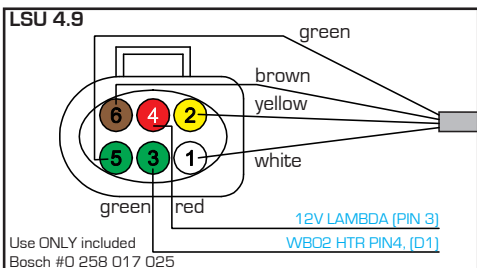 LSU 4.9
green
brown
yellow
6 4 2
5 3 1
white
green red
12V LAMBDA (PIN 3)
WBO2 HTR PIN4, (D1)
Use ONLY included
Bosch #0 258 017 025